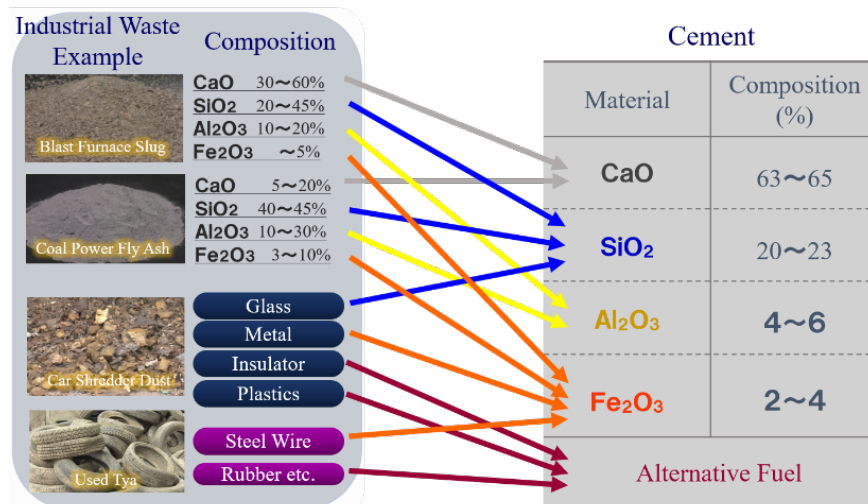 Industrial Waste
Example
Composition
Blast Furnace Slug
CaO 30～60%
SiO2 20～45%
Al2O3 10～20%
Fe2O3 ～5%
Coal Power Fly Ash
CaO 5～20%
SiO2 40～45%
Al2O3 10～30%
Fe2O3 3～10%
Car Shredder Dust
Glass
Metal
Insulator
Plastics
Used Tya
Steel Wire
Rubber etc.
Cement
Material
Composition
(%)
CaO 63～65
SiO2 20～23
Al2O3 4～6
Fe2O3 2～4
Alternative Fuel